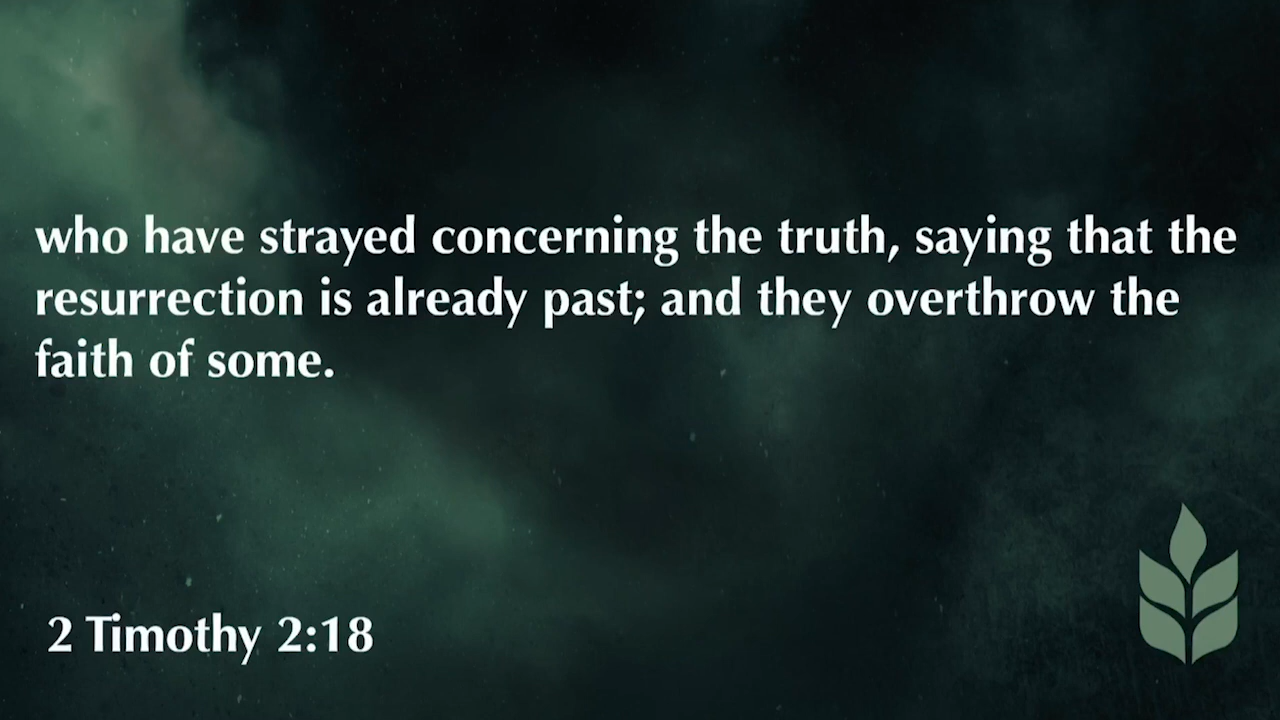 who have strayed concerning the truth, saying that the
resurrection is already past; and they overthrow the
faith of some.
2 Timothy 2:18